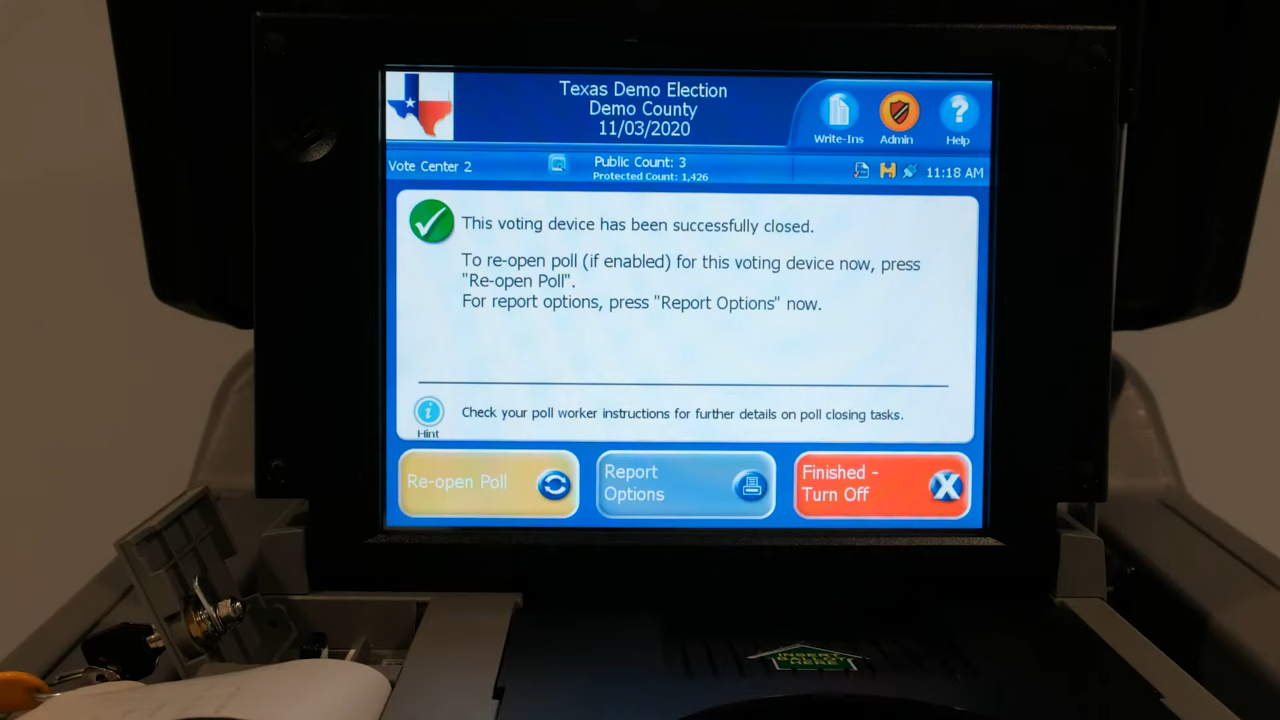 Texas Demo Election
Demo County
11/03/2020
Write-Ins
Admin
Help
Vote Center 2
Public Count: 3
Protected Count: 1,426
11:18 AM
This voting device has been successfully closed.
To re-open poll (if enabled) for this voting device now, press
"Re-open Poll".
For report options, press "Report Options" now.
Hint
Check your poll worker instructions for further details on poll closing tasks.
Re-open Poll
Report
Options
Finished -
Turn Off
INSERT
BALLOT
HERE